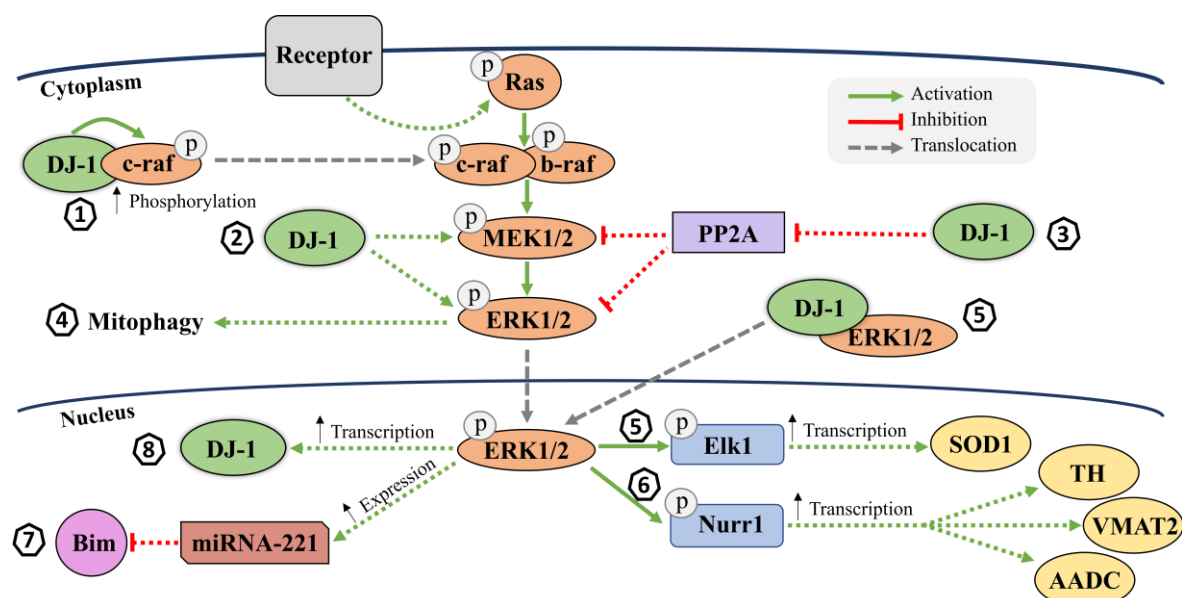 Receptor
p
Ras
Cytoplasm
Activation
Inhibition
Translocation
DJ-1
c-raf
p
p
c-raf
p
b-raf
1
↑ Phosphorylation
2
DJ-1
p
MEK1/2
PP2A
DJ-1
3
4
Mitophagy
p
ERK1/2
DJ-1
ERK1/2
5
Nucleus
8
DJ-1
↑ Transcription
p
ERK1/2
5
p
Elk1
↑ Transcription
SOD1
↑ Expression
6
p
Nurr1
↑ Transcription
TH
VMAT2
AADC
7
Bim
miRNA-221